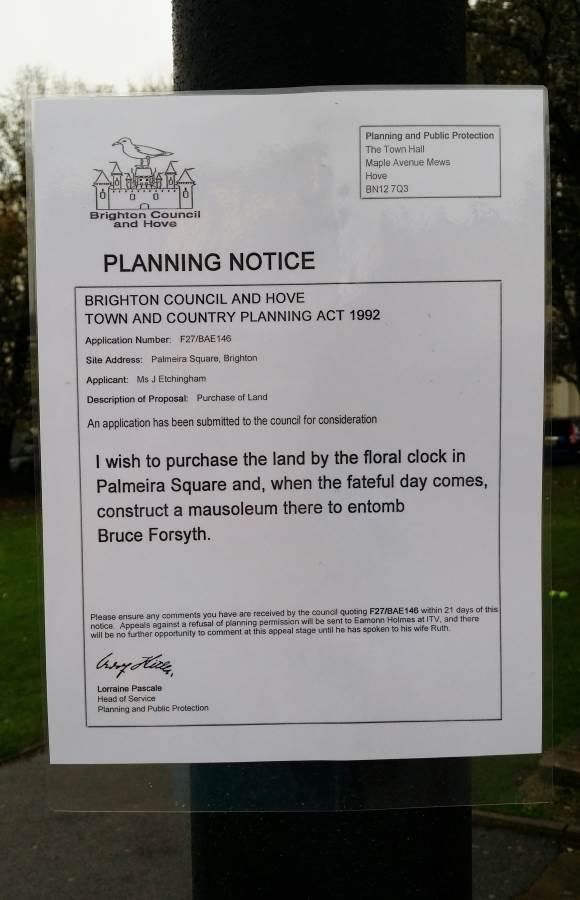 Planning and Public Protection
The Town Hall
Maple Avenue Mews
Hove
BN12 7Q3
Brighton Council
and Hove
PLANNING NOTICE
BRIGHTON COUNCIL AND HOVE
TOWN AND COUNTRY PLANNING ACT 1992
Application Number: F27/BAE146
Site Address: Palmeira Square, Brighton
Applicant: Ms J Etchingham
Description of Proposal: Purchase of Land
An application has been submitted to the council for consideration
I wish to purchase the land by the floral clock in
Palmeira Square and, when the fateful day comes,
construct a mausoleum there to entomb
Bruce Forsyth.
Please ensure any comments you have are received by the council quoting F27/BAE146 within 21 days of this
notice. Appeals against a refusal of planning permission will be sent to Eamonn Holmes at ITV, and there
will be no further opportunity to comment at this appeal stage until he has spoken to his wife Ruth.
Lorraine Pascale
Head of Service
Planning and Public Protection